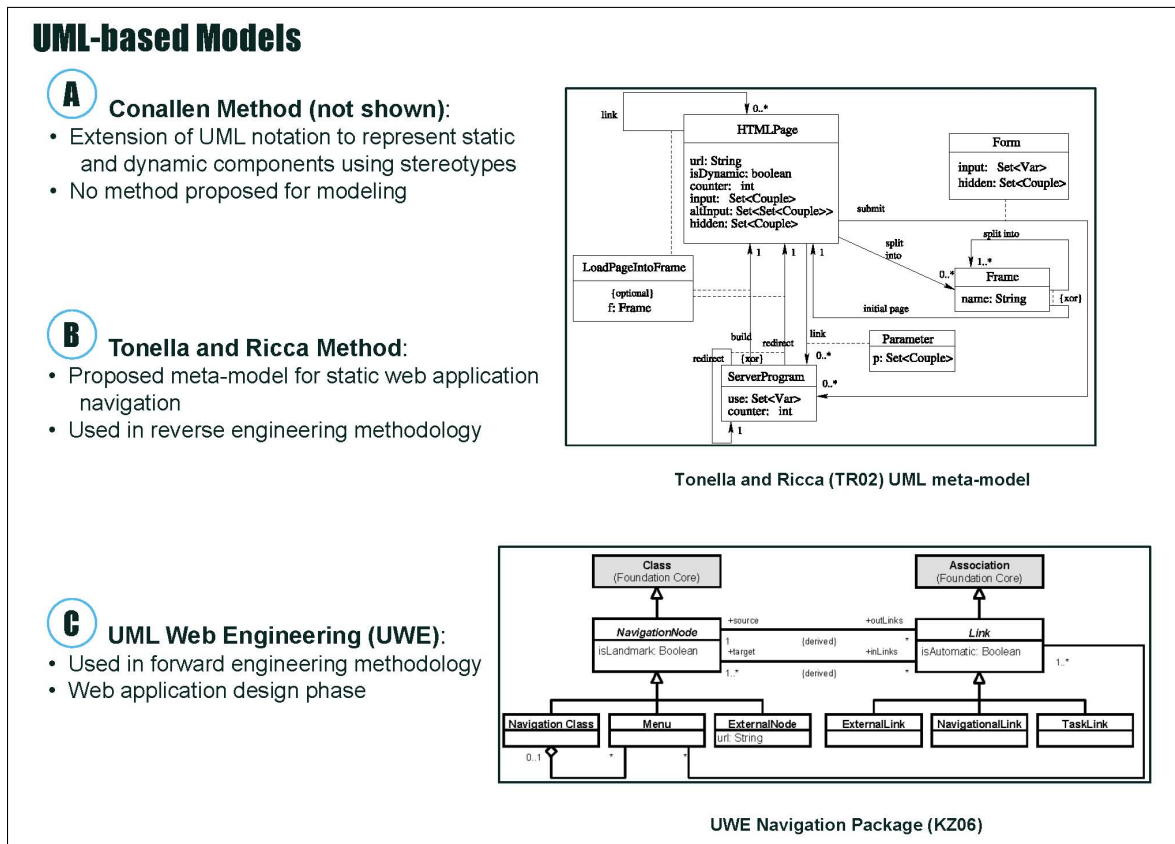 UML-based Models
A
Conallen Method (not shown):
• Extension of UML notation to represent static
and dynamic components using stereotypes
• No method proposed for modeling
B
Tonella and Ricca Method:
• Proposed meta-model for static web application
navigation
• Used in reverse engineering methodology
C
UML Web Engineering (UWE):
• Used in forward engineering methodology
• Web application design phase
link
0..*
HTMLPage
url: String
isDynamic: boolean
counter: int
input: Set<Couple>
altInput: Set<Set<Couple>>
hidden: Set<Couple>
Form
input: Set<Var>
hidden: Set<Couple>
submit
split into
split
into
1
1
1
0..*
1..*
Frame
name: String
{xor}
LoadPageIntoFrame
{optional}
f: Frame
initial page
build
redirect
link
redirect
{xor}
0..*
Parameter
p: Set<Couple>
ServerProgram
use: Set<Var>
counter: int
0..*
1
Tonella and Ricca (TR02) UML meta-model
Class
(Foundation Core)
Association
(Foundation Core)
NavigationNode
isLandmark: Boolean
+source
+outLinks
1
{derived}
*
+target
+inLinks
1..*
{derived}
*
Link
isAutomatic: Boolean
1..*
Navigation Class
Menu
ExternalNode
url: String
ExternalLink
NavigationalLink
TaskLink
0..1
*
*
UWE Navigation Package (KZ06)